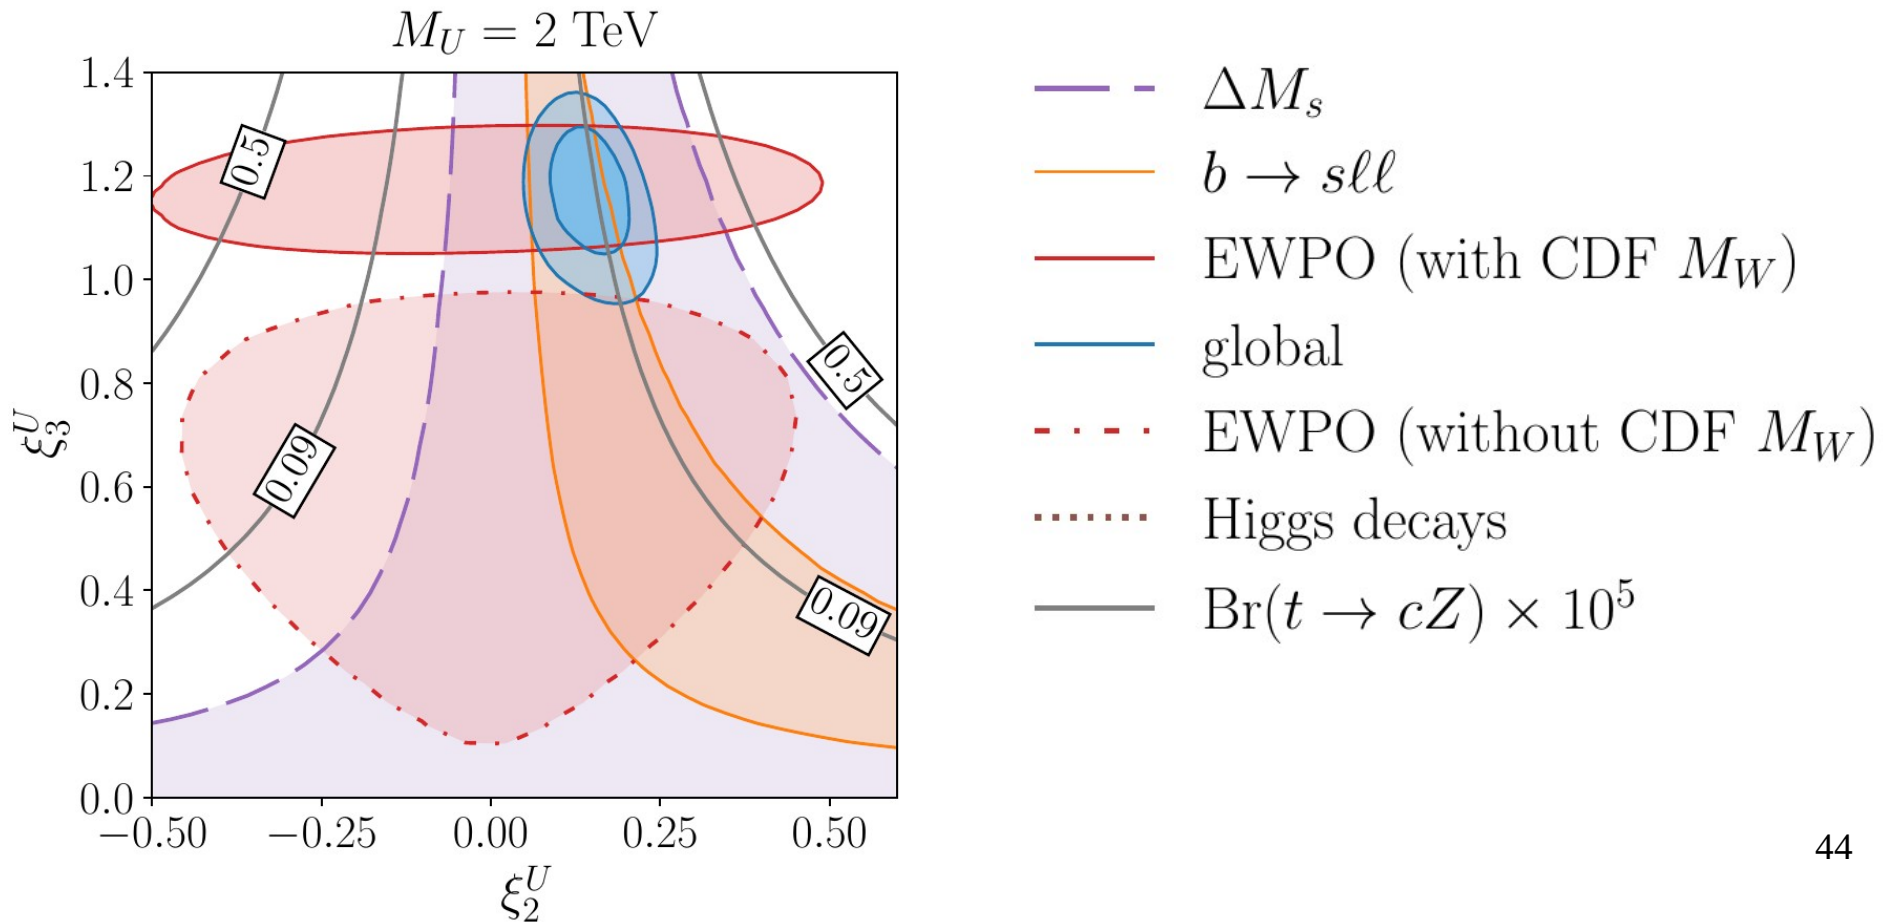 M_U = 2 TeV
1.4
1.2
1.0
0.8
0.6
0.4
0.2
0.0
ξ_3^U
−0.50 −0.25 0.00 0.25 0.50
ξ_2^U
0.5
0.09
0.5
0.09
ΔM_s
b → sℓℓ
EWPO (with CDF M_W)
global
EWPO (without CDF M_W)
Higgs decays
Br(t → cZ) × 10^5
44